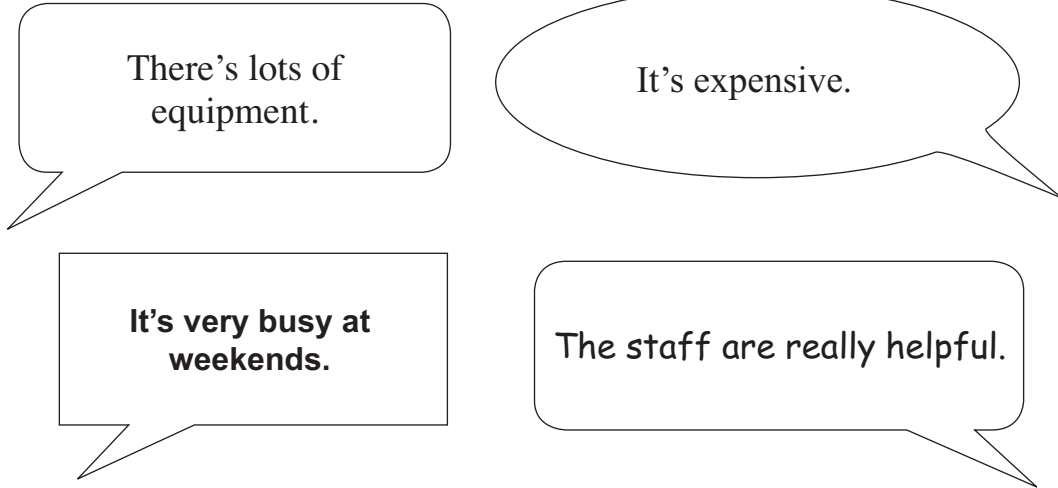 There’s lots of
equipment.
It’s expensive.
It’s very busy at
weekends.
The staff are really helpful.